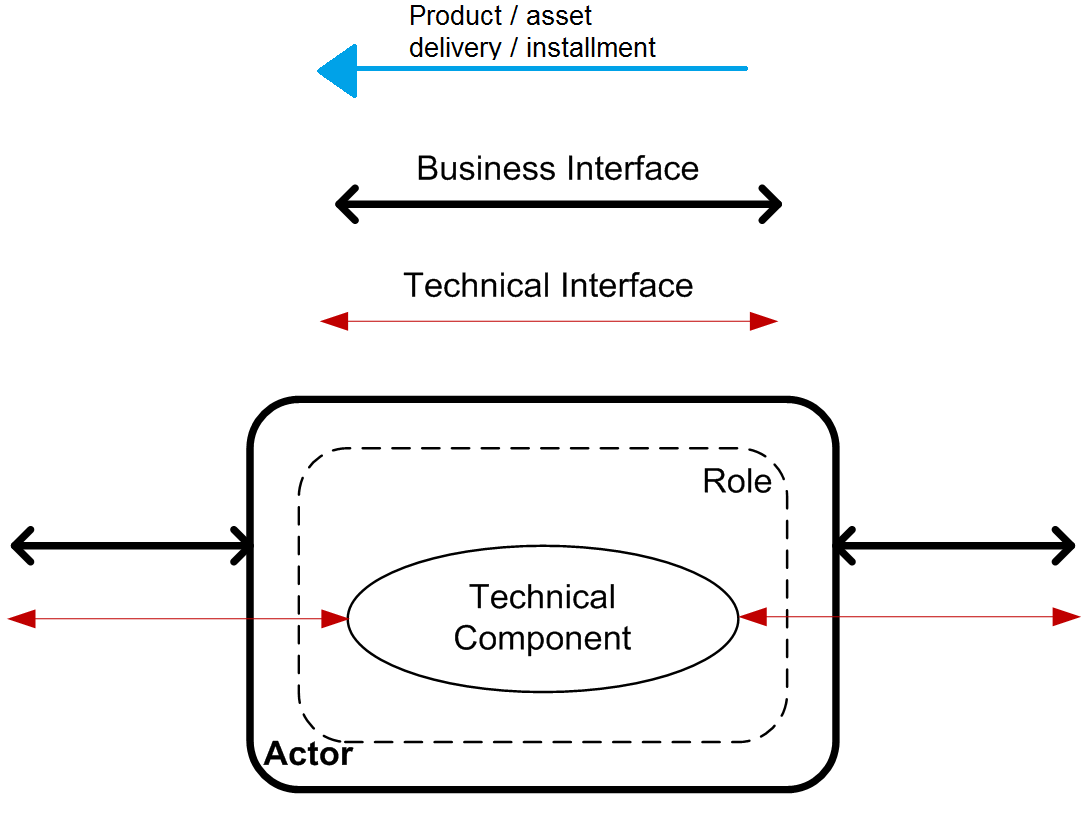 Product / asset
delivery / installment
Business Interface
Technical Interface
Role
Technical
Component
Actor